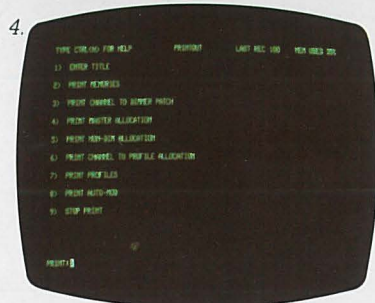 4.
TYPE CTRL(H) FOR HELP PRINTOUT LAST REC 100 MEM USED 35%
1) ENTER TITLE
2) PRINT MEMORIES
3) PRINT CHANNEL TO DIMMER PATCH
4) PRINT MASTER ALLOCATION
5) PRINT NON-DIM ALLOCATION
6) PRINT CHANNEL TO PROFILE ALLOCATION
7) PRINT PROFILES
8) PRINT AUTO-MOD
9) STOP PRINT
PRINT: